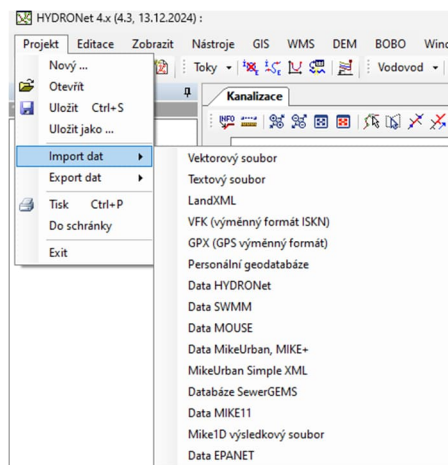 HYDRONet 4.x (4.3, 13.12.2024) :
Projekt Editace Zobrazit Nástroje GIS WMS DEM BOBO
Nový ...
Toky
Vodovod
Otevřít
Kanalizace
Uložit Ctrl+S
INFO
Uložit jako ...
Import dat
Export dat
Tisk Ctrl+P
Do schránky
Exit
Vektorový soubor
Textový soubor
LandXML
VFK (výměnný formát ISKN)
GPX (GPS výměnný formát)
Personální geodatabáze
Data HYDRONet
Data SWMM
Data MOUSE
Data MikeUrban, MIKE+
MikeUrban Simple XML
Databáze SewerGEMS
Data MIKE11
Mike1D výsledkový soubor
Data EPANET